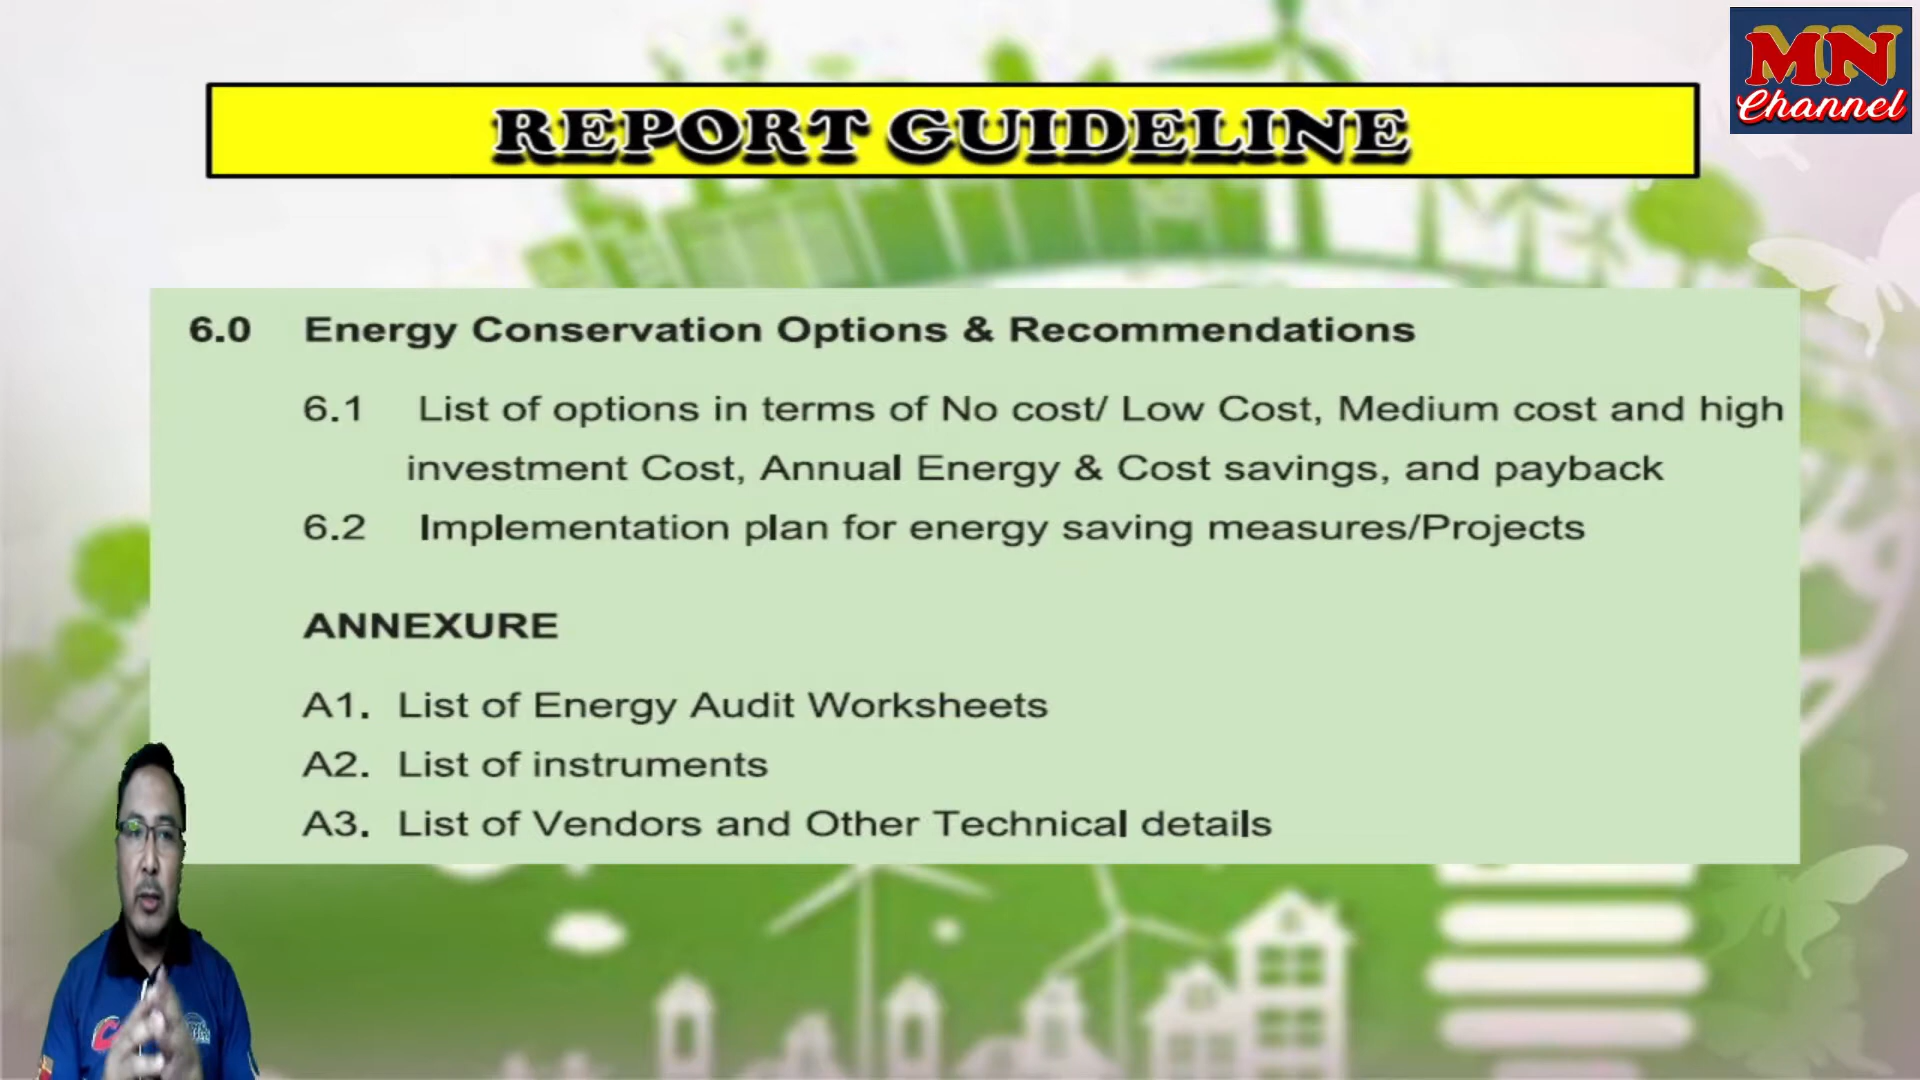 MN
Channel
REPORT GUIDELINE
6.0 Energy Conservation Options & Recommendations
6.1 List of options in terms of No cost/ Low Cost, Medium cost and high
investment Cost, Annual Energy & Cost savings, and payback
6.2 Implementation plan for energy saving measures/Projects
ANNEXURE
A1. List of Energy Audit Worksheets
A2. List of instruments
A3. List of Vendors and Other Technical details